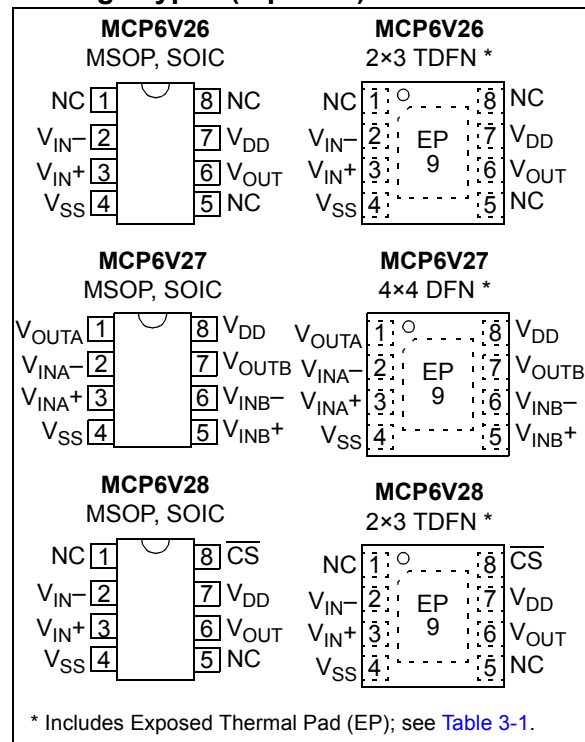 MCP6V26
MSOP, SOIC
NC 1 8 NC
VIN– 2 7 VDD
VIN+ 3 6 VOUT
VSS 4 5 NC
MCP6V26
2×3 TDFN *
NC 1 8 NC
VIN– 2 EP 7 VDD
VIN+ 3 9 6 VOUT
VSS 4 5 NC
MCP6V27
MSOP, SOIC
VOUTA 1 8 VDD
VINA– 2 7 VOUTB
VINA+ 3 6 VINB–
VSS 4 5 VINB+
MCP6V27
4×4 DFN *
VOUTA 1 8 VDD
VINA– 2 EP 7 VOUTB
VINA+ 3 9 6 VINB–
VSS 4 5 VINB+
MCP6V28
MSOP, SOIC
NC 1 8 C̅S̅
VIN– 2 7 VDD
VIN+ 3 6 VOUT
VSS 4 5 NC
MCP6V28
2×3 TDFN *
NC 1 8 C̅S̅
VIN– 2 EP 7 VDD
VIN+ 3 9 6 VOUT
VSS 4 5 NC
* Includes Exposed Thermal Pad (EP); see Table 3-1.